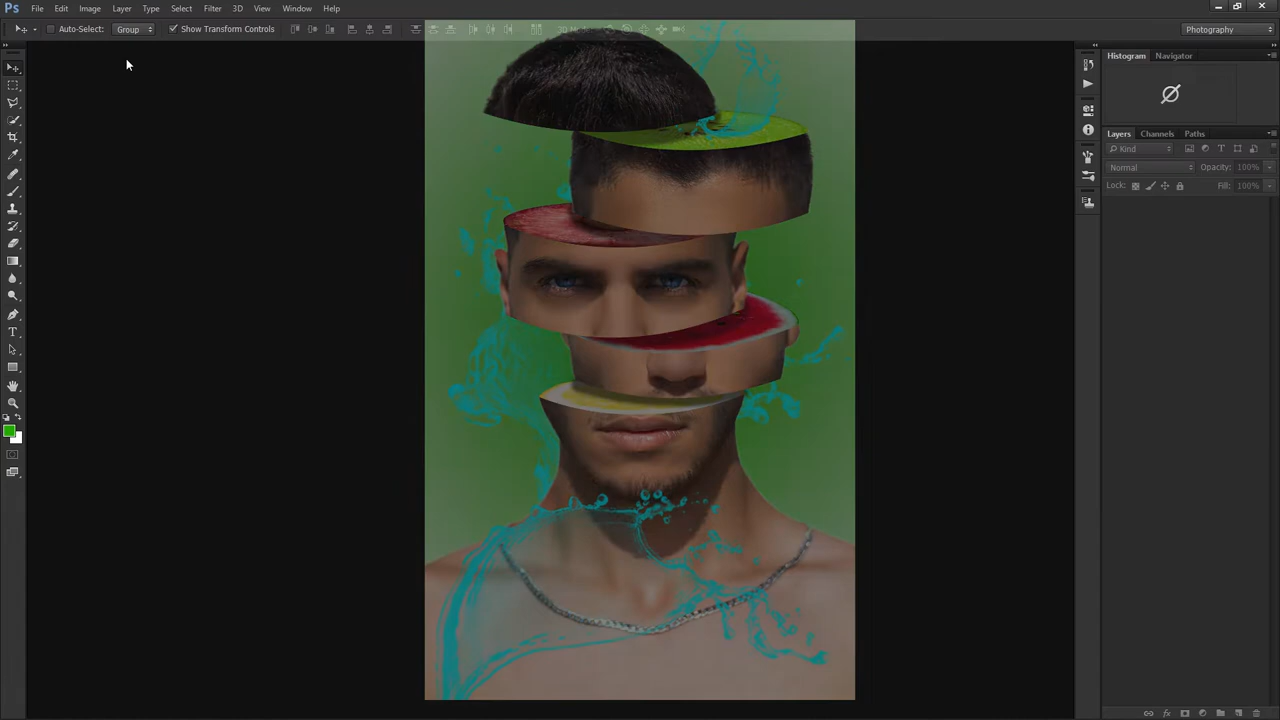 Ps File Edit Image Layer Type Select Filter 3D View Window Help
Auto-Select: Group Show Transform Controls Photography
Histogram Navigator
Layers Channels Paths
Kind
Normal Opacity: 100%
Lock: Fill: 100%